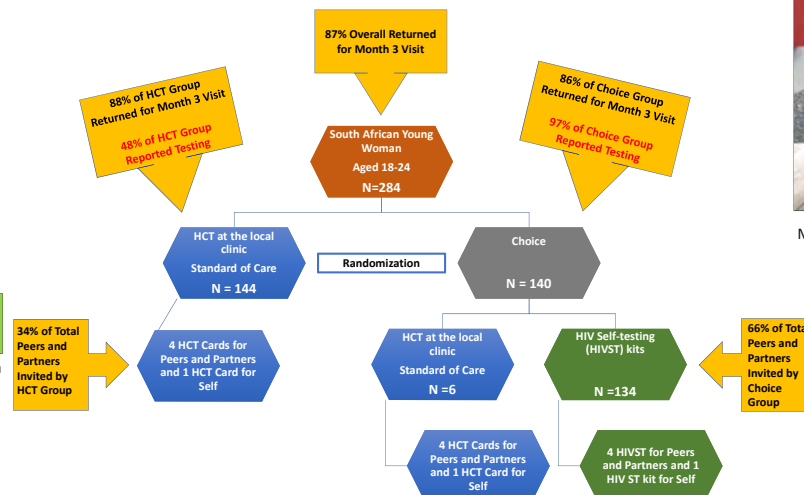 87% Overall Returned
for Month 3 Visit
88% of HCT Group
Returned for Month 3 Visit
48% of HCT Group
Reported Testing
86% of Choice Group
Returned for Month 3 Visit
97% of Choice Group
Reported Testing
South African Young
Woman
Aged 18-24
N=284
HCT at the local
clinic
Standard of Care
N = 144
Randomization
Choice
N = 140
34% of Total
Peers and
Partners
Invited by
HCT Group
4 HCT Cards for
Peers and Partners
and 1 HCT Card for
Self
HCT at the local
clinic
Standard of Care
N =6
HIV Self-testing
(HIVST) kits
N =134
66% of Total
Peers and
Partners
Invited by
Choice
Group
4 HCT Cards for
Peers and Partners
and 1 HCT Card for
Self
4 HIVST for Peers
and Partners and 1
HIV ST kit for Self